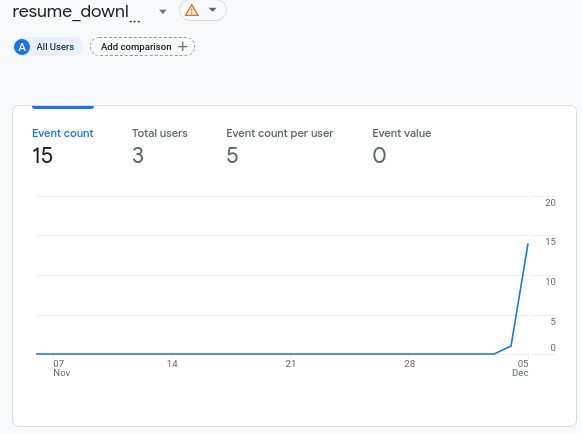 resume_downl...
A All Users Add comparison +
Event count Total users Event count per user Event value
15 3 5 0
20
15
10
5
0
07 14 21 28 05
Nov Dec